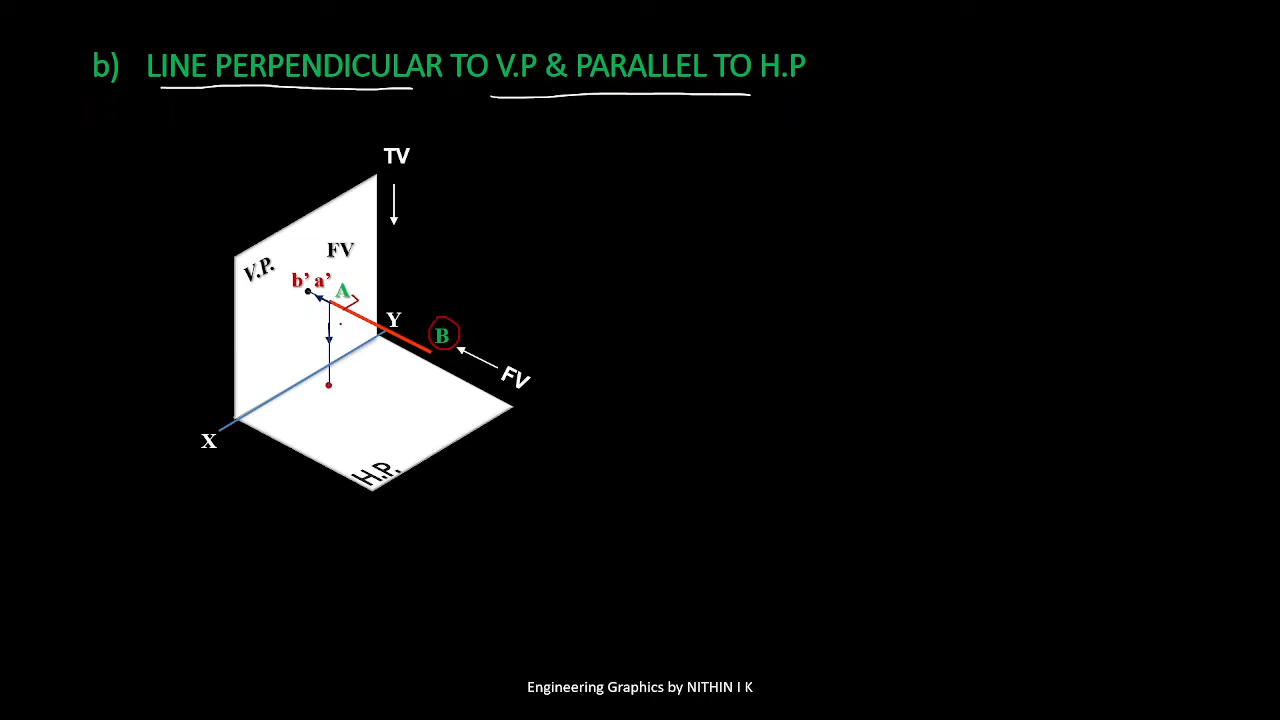 b) LINE PERPENDICULAR TO V.P & PARALLEL TO H.P
TV
FV
V.P.
b’ a’ A
Y
B
FV
X
H.P.
Engineering Graphics by NITHIN I K